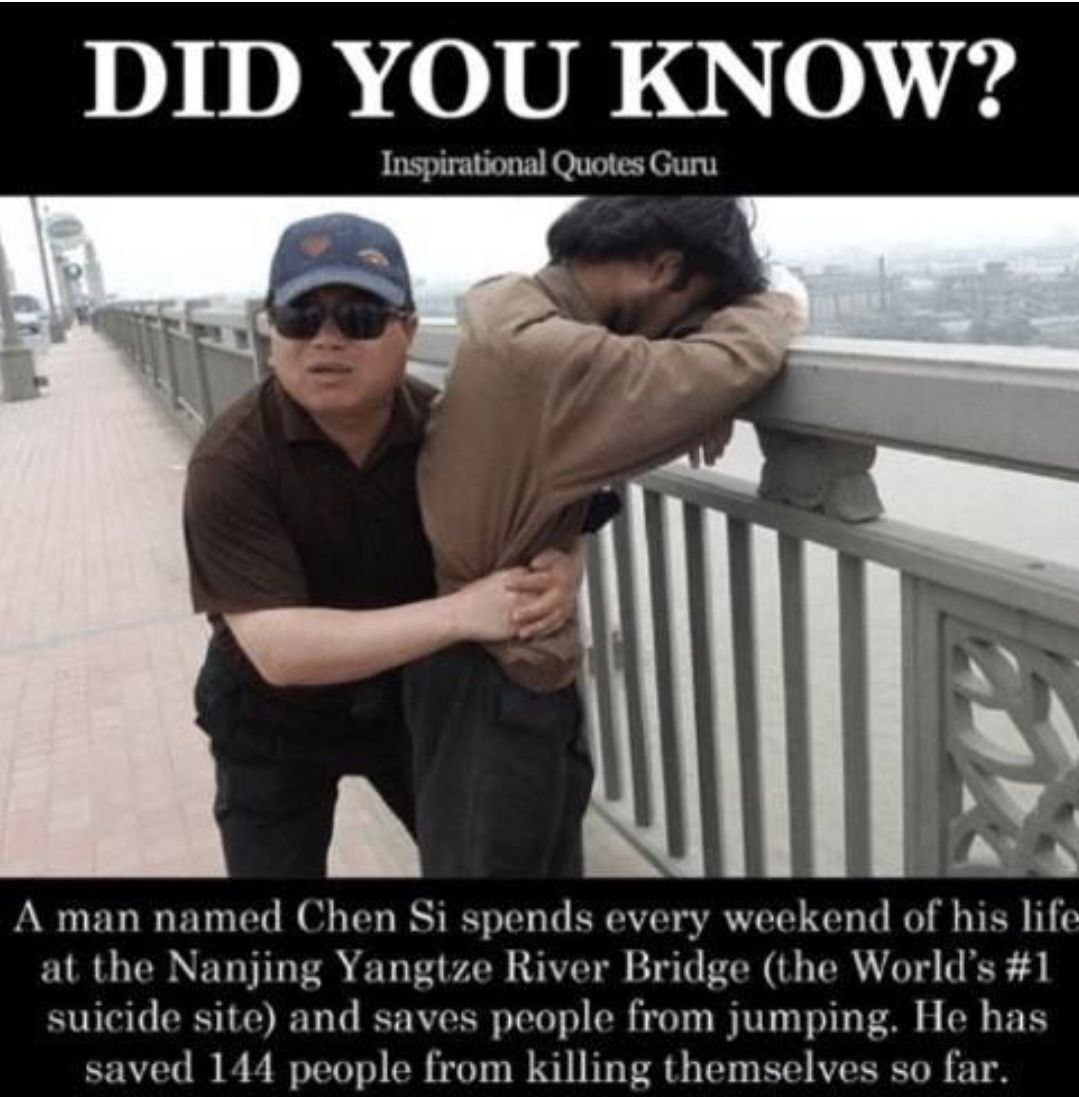 DID YOU KNOW?
Inspirational Quotes Guru
A man named Chen Si spends every weekend of his life
at the Nanjing Yangtze River Bridge (the World's #1
suicide site) and saves people from jumping. He has
saved 144 people from killing themselves so far.